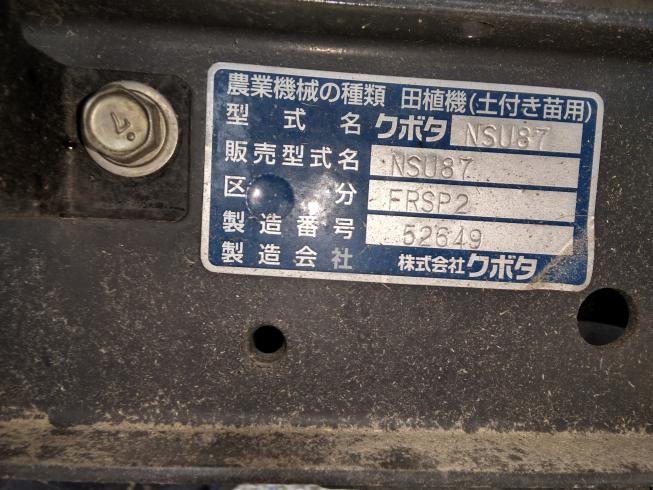 農業機械の種類 田植機(土付き苗用)
型式名 クボタ NSU87
販売型式名 NSU87
区分 FRSP2
製造番号 52649
製造会社 株式会社クボタ